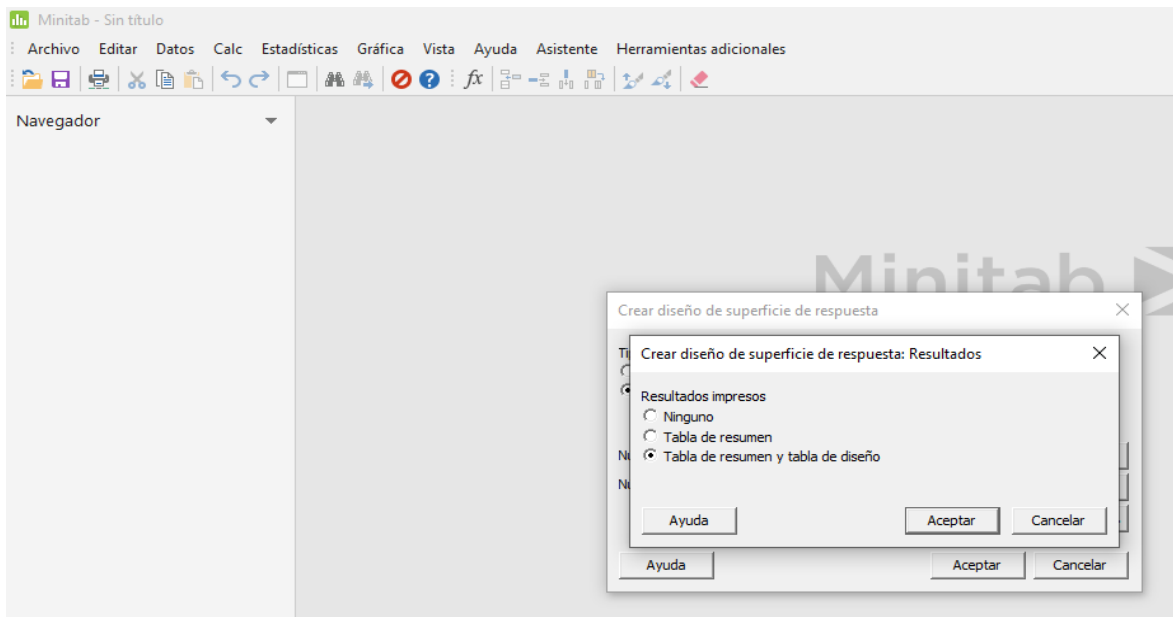 Minitab - Sin título
Archivo Editar Datos Calc Estadísticas Gráfica Vista Ayuda Asistente Herramientas adicionales
fx
Navegador
Minitab
Crear diseño de superficie de respuesta
Crear diseño de superficie de respuesta: Resultados
Resultados impresos
Ninguno
Tabla de resumen
Tabla de resumen y tabla de diseño
Ayuda Aceptar Cancelar
Ayuda Aceptar Cancelar